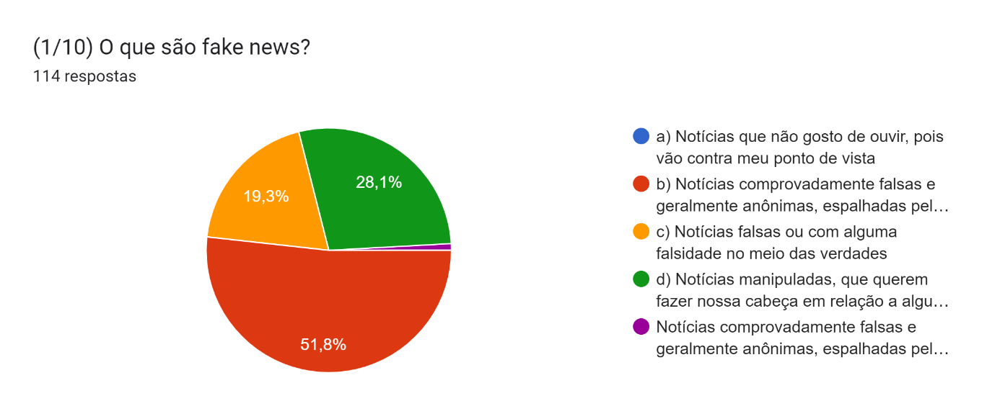 (1/10) O que são fake news?
114 respostas
28,1%
19,3%
51,8%
a) Notícias que não gosto de ouvir, pois
vão contra meu ponto de vista
b) Notícias comprovadamente falsas e
geralmente anônimas, espalhadas pel…
c) Notícias falsas ou com alguma
falsidade no meio das verdades
d) Notícias manipuladas, que querem
fazer nossa cabeça em relação a algu…
Notícias comprovadamente falsas e
geralmente anônimas, espalhadas pel…